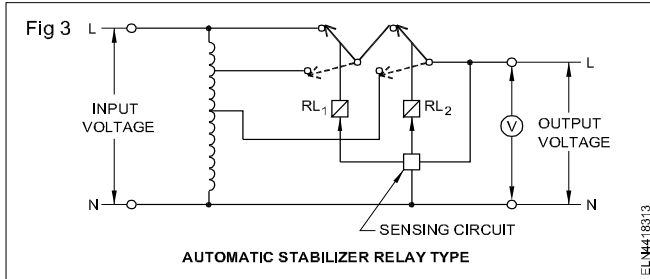 Fig 3
L
INPUT
VOLTAGE
N
RL1
RL2
V
L
OUTPUT
VOLTAGE
N
SENSING CIRCUIT
AUTOMATIC STABILIZER RELAY TYPE
ELN4418313